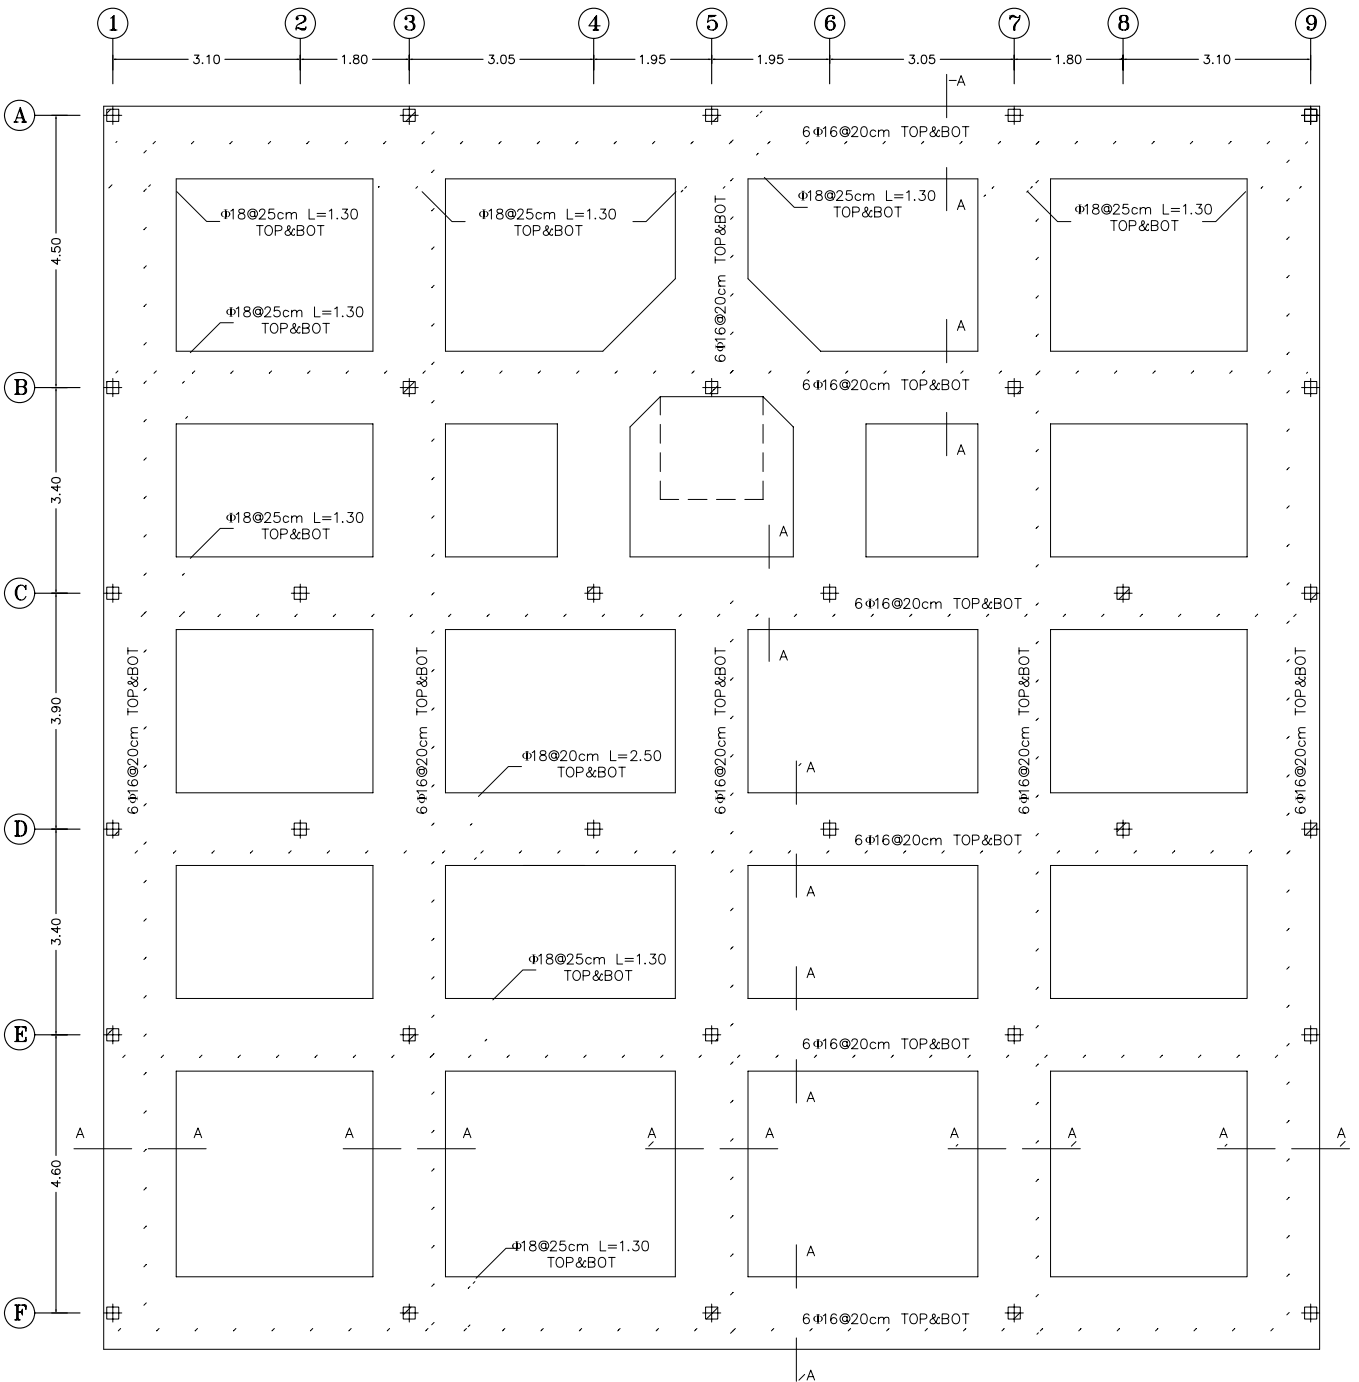 1 2 3 4 5 6 7 8 9
3.10 1.80 3.05 1.95 1.95 3.05 1.80 3.10
A
A
6Φ16@20cm TOP&BOT
A
Φ18@25cm L=1.30
TOP&BOT
Φ18@25cm L=1.30
TOP&BOT
Φ18@25cm L=1.30
TOP&BOT
Φ18@25cm L=1.30
TOP&BOT
4.50
6Φ16@20cm TOP&BOT
Φ18@25cm L=1.30
TOP&BOT
A
B
6Φ16@20cm TOP&BOT
A
3.40
Φ18@25cm L=1.30
TOP&BOT
A
C
6Φ16@20cm TOP&BOT
A
3.90
6Φ16@20cm TOP&BOT
6Φ16@20cm TOP&BOT
6Φ16@20cm TOP&BOT
6Φ16@20cm TOP&BOT
6Φ16@20cm TOP&BOT
Φ18@20cm L=2.50
TOP&BOT
A
D
6Φ16@20cm TOP&BOT
A
3.40
Φ18@25cm L=1.30
TOP&BOT
A
E
6Φ16@20cm TOP&BOT
A
A A A A A A A A A A
4.60
Φ18@25cm L=1.30
TOP&BOT
A
F
6Φ16@20cm TOP&BOT
A